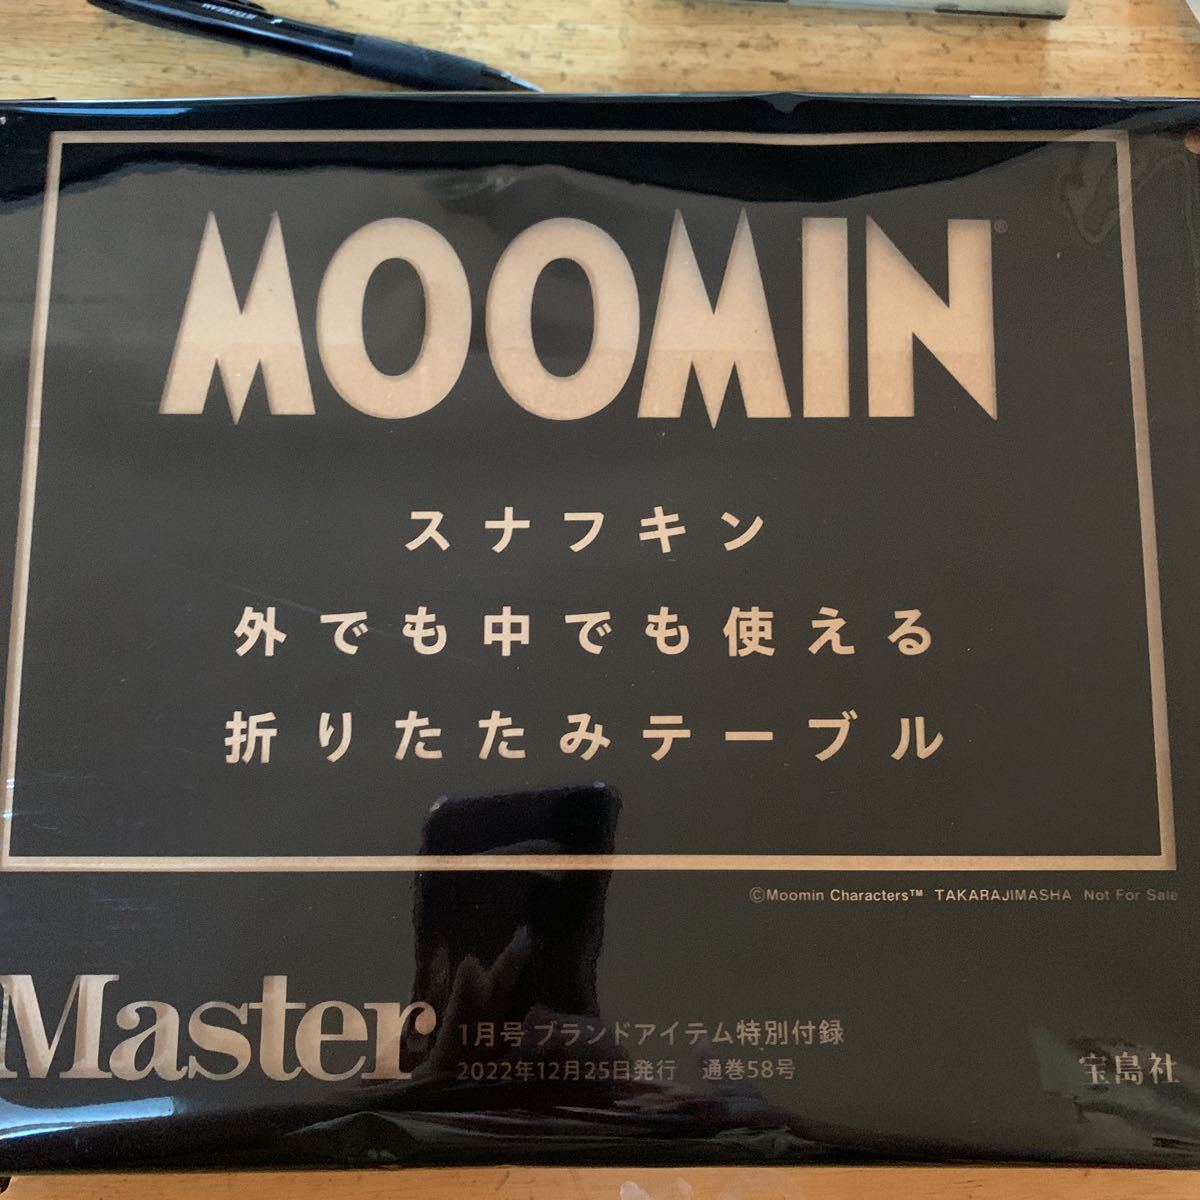 JETSTREAM
MOOMIN®
スナフキン
外でも中でも使える
折りたたみテーブル
©Moomin Characters™ TAKARAJIMASHA Not For Sale
Master
1月号 ブランドアイテム特別付録
2022年12月25日発行 通巻58号
宝島社